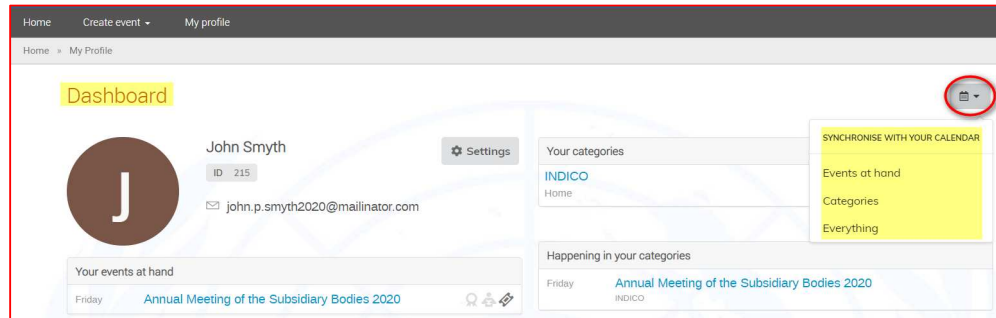 Home Create event My profile
Home » My Profile
Dashboard
John Smyth
Settings
ID 215
john.p.smyth2020@mailinator.com
J
Your events at hand
Friday Annual Meeting of the Subsidiary Bodies 2020
Your categories
INDICO
Home
SYNCHRONISE WITH YOUR CALENDAR
Events at hand
Categories
Everything
Happening in your categories
Friday Annual Meeting of the Subsidiary Bodies 2020
INDICO